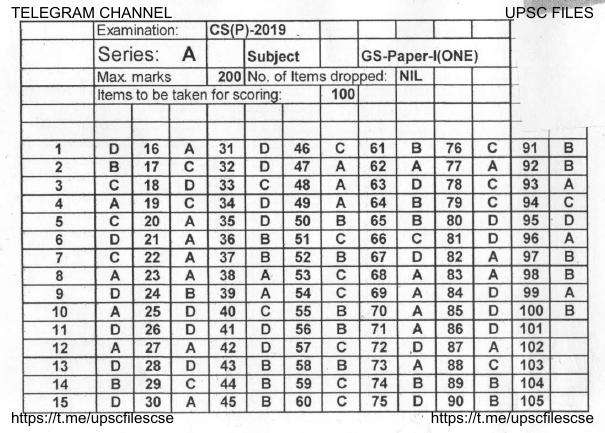 TELEGRAM CHANNEL UPSC FILES
Examination: CS(P)-2019
Series: A Subject GS-Paper-I(ONE)
Max. marks 200 No. of Items dropped: NIL
Items to be taken for scoring: 100
1 D 16 A 31 D 46 C 61 B 76 C 91 B
2 B 17 C 32 D 47 A 62 A 77 A 92 B
3 C 18 D 33 C 48 A 63 D 78 C 93 A
4 A 19 C 34 D 49 A 64 B 79 C 94 C
5 C 20 A 35 D 50 B 65 B 80 D 95 D
6 D 21 A 36 B 51 C 66 C 81 D 96 A
7 C 22 A 37 B 52 B 67 D 82 A 97 B
8 A 23 A 38 A 53 C 68 A 83 A 98 B
9 D 24 B 39 A 54 C 69 A 84 D 99 A
10 A 25 D 40 C 55 B 70 A 85 D 100 B
11 D 26 D 41 D 56 B 71 A 86 D 101
12 A 27 A 42 D 57 C 72 D 87 A 102
13 D 28 D 43 B 58 B 73 A 88 C 103
14 B 29 C 44 B 59 C 74 B 89 B 104
15 D 30 A 45 B 60 C 75 D 90 B 105
https://t.me/upscfilescse https://t.me/upscfilescse